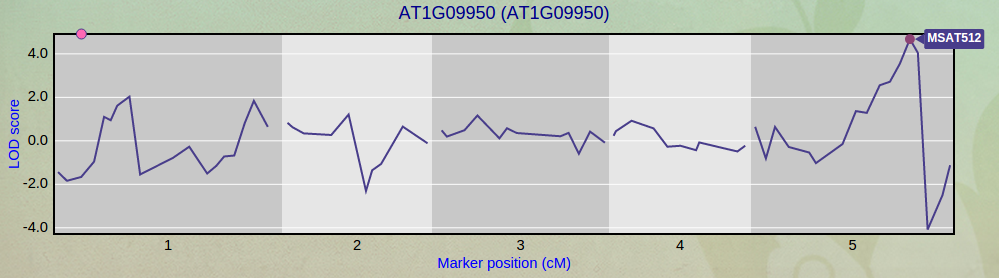 AT1G09950 (AT1G09950)
MSAT512
4.0
2.0
0.0
-2.0
-4.0
LOD score
1 2 3 4 5
Marker position (cM)